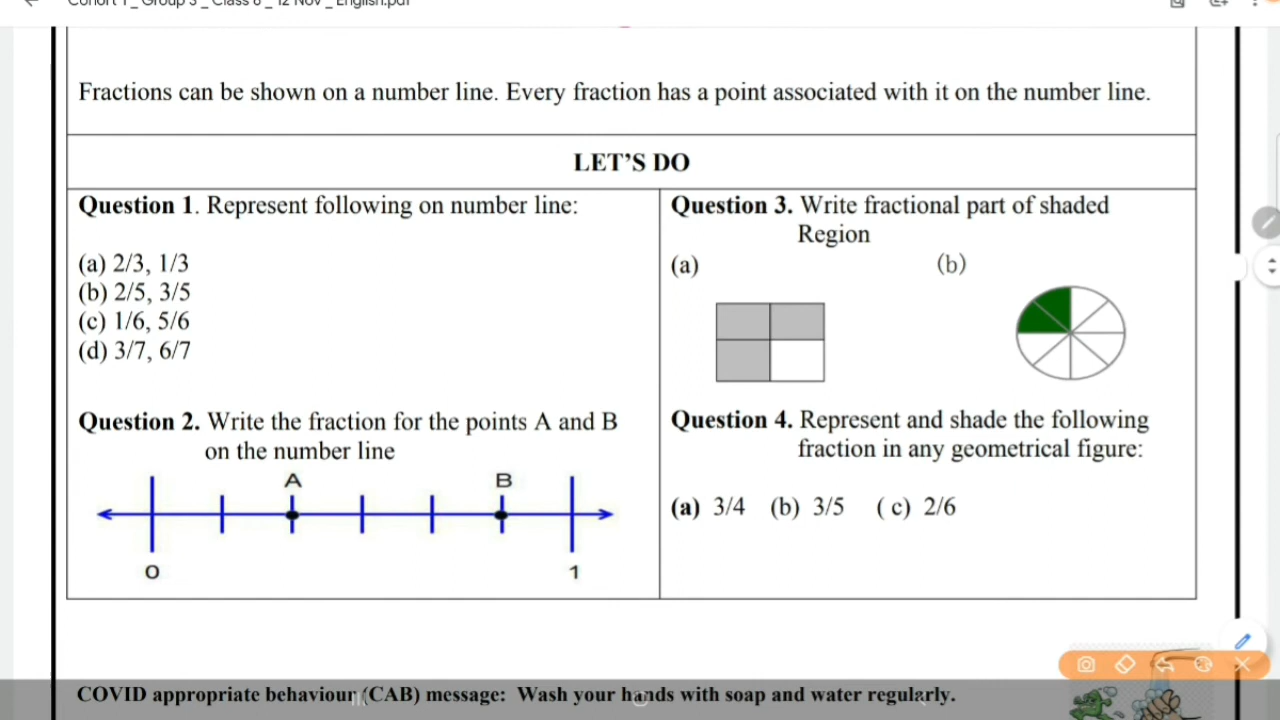 Fractions can be shown on a number line. Every fraction has a point associated with it on the number line.
LET'S DO
Question 1. Represent following on number line:
(a) 2/3, 1/3
(b) 2/5, 3/5
(c) 1/6, 5/6
(d) 3/7, 6/7
Question 2. Write the fraction for the points A and B
on the number line
A B
0 1
Question 3. Write fractional part of shaded
Region
(a) (b)
Question 4. Represent and shade the following
fraction in any geometrical figure:
(a) 3/4 (b) 3/5 ( c) 2/6
COVID appropriate behaviour (CAB) message: Wash your hands with soap and water regularly.